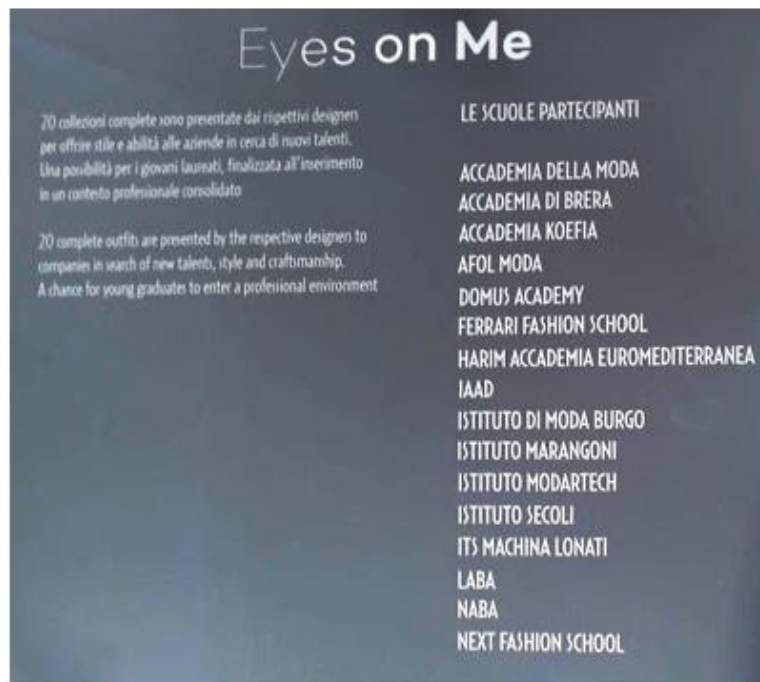 Eyes on Me
20 collezioni complete sono presentate dai rispettivi designer
per offrire stile e abilità alle aziende in cerca di nuovi talenti.
Una possibilità per i giovani laureati, finalizzata all'inserimento
in un contesto professionale consolidato
20 complete outfits are presented by the respective designers to
companies in search of new talents, style and craftsmanship.
A chance for young graduates to enter a professional environment
LE SCUOLE PARTECIPANTI
ACCADEMIA DELLA MODA
ACCADEMIA DI BRERA
ACCADEMIA KOEFIA
AFOL MODA
DOMUS ACADEMY
FERRARI FASHION SCHOOL
HARIM ACCADEMIA EUROMEDITERRANEA
IAAD
ISTITUTO DI MODA BURGO
ISTITUTO MARANGONI
ISTITUTO MODARTECH
ISTITUTO SECOLI
ITS MACHINA LONATI
LABA
NABA
NEXT FASHION SCHOOL